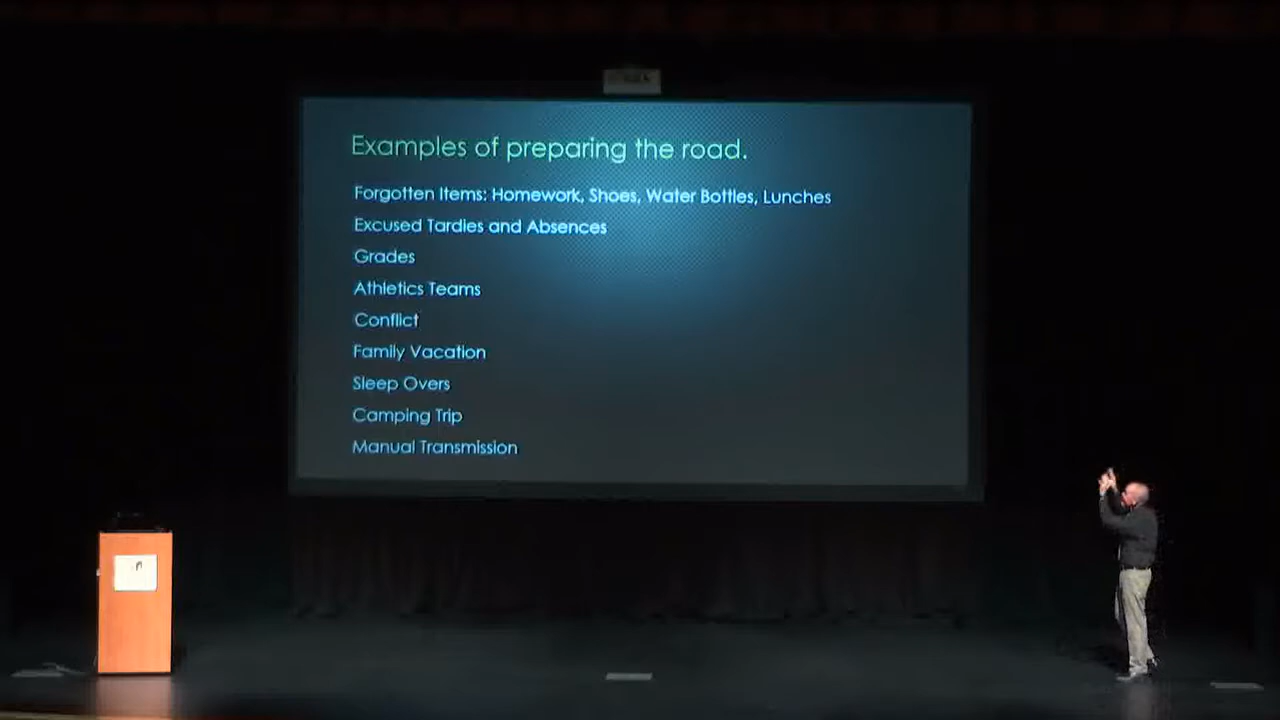 Examples of preparing the road.
Forgotten Items: Homework, Shoes, Water Bottles, Lunches
Excused Tardies and Absences
Grades
Athletics Teams
Conflict
Family Vacation
Sleep Overs
Camping Trip
Manual Transmission